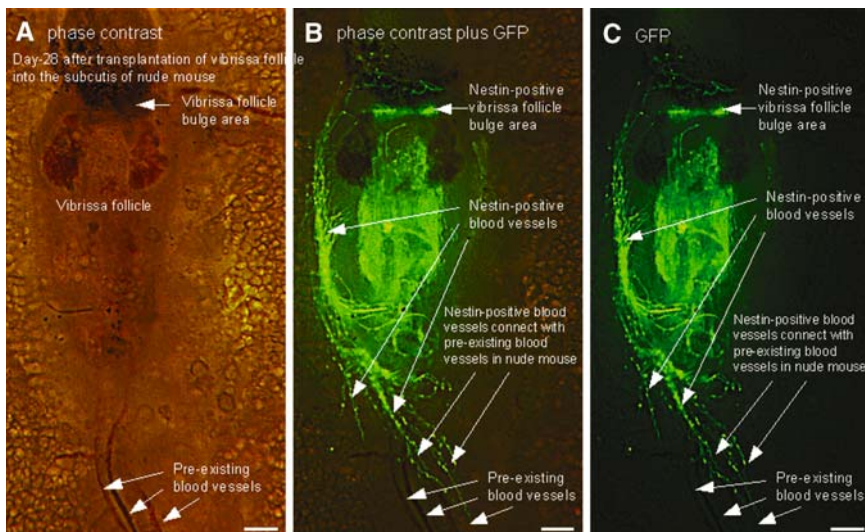 A phase contrast
Day-28 after transplantation of vibrissa follicle
into the subcutis of nude mouse
Vibrissa follicle
bulge area
Vibrissa follicle
Pre-existing
blood vessels
B phase contrast plus GFP
Nestin-positive
vibrissa follicle
bulge area
Nestin-positive
blood vessels
Nestin-positive blood
vessels connect with
pre-existing blood
vessels in nude mouse
Pre-existing
blood vessels
C GFP
Nestin-positive
vibrissa follicle
bulge area
Nestin-positive
blood vessels
Nestin-positive blood
vessels connect with
pre-existing blood
vessels in nude mouse
Pre-existing
blood vessels